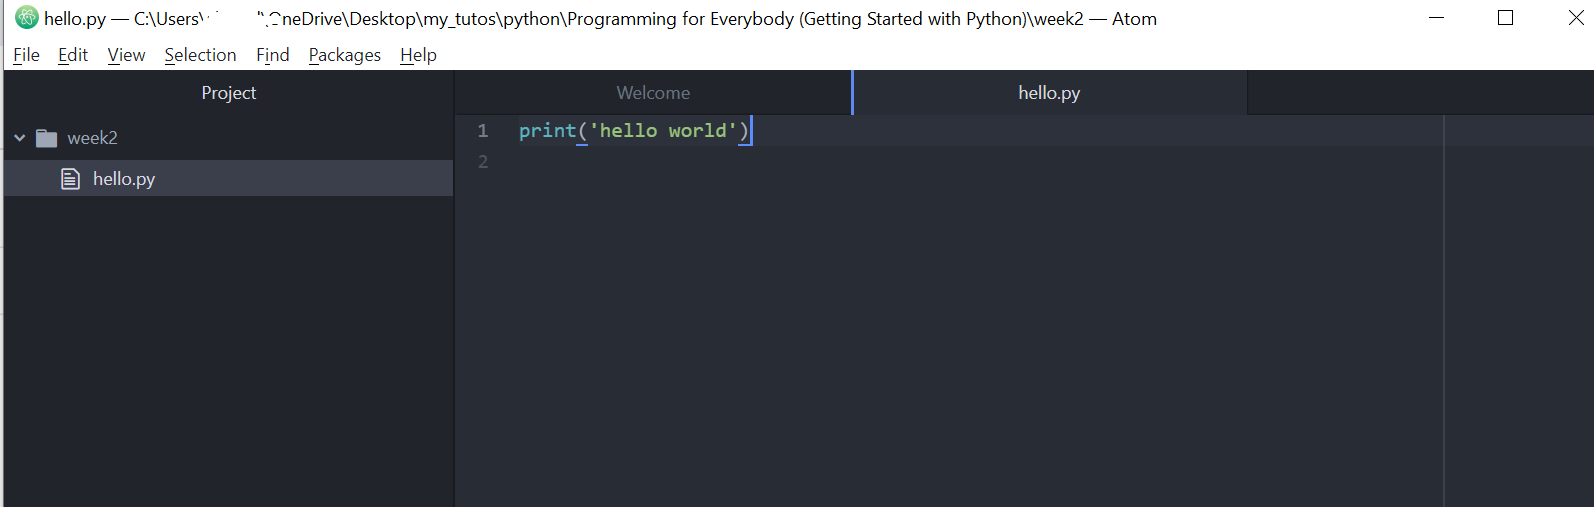 hello.py — C:\Users\ \OneDrive\Desktop\my_tutos\python\Programming for Everybody (Getting Started with Python)\week2 — Atom
File Edit View Selection Find Packages Help
Project Welcome hello.py
week2
hello.py
1 print('hello world')
2